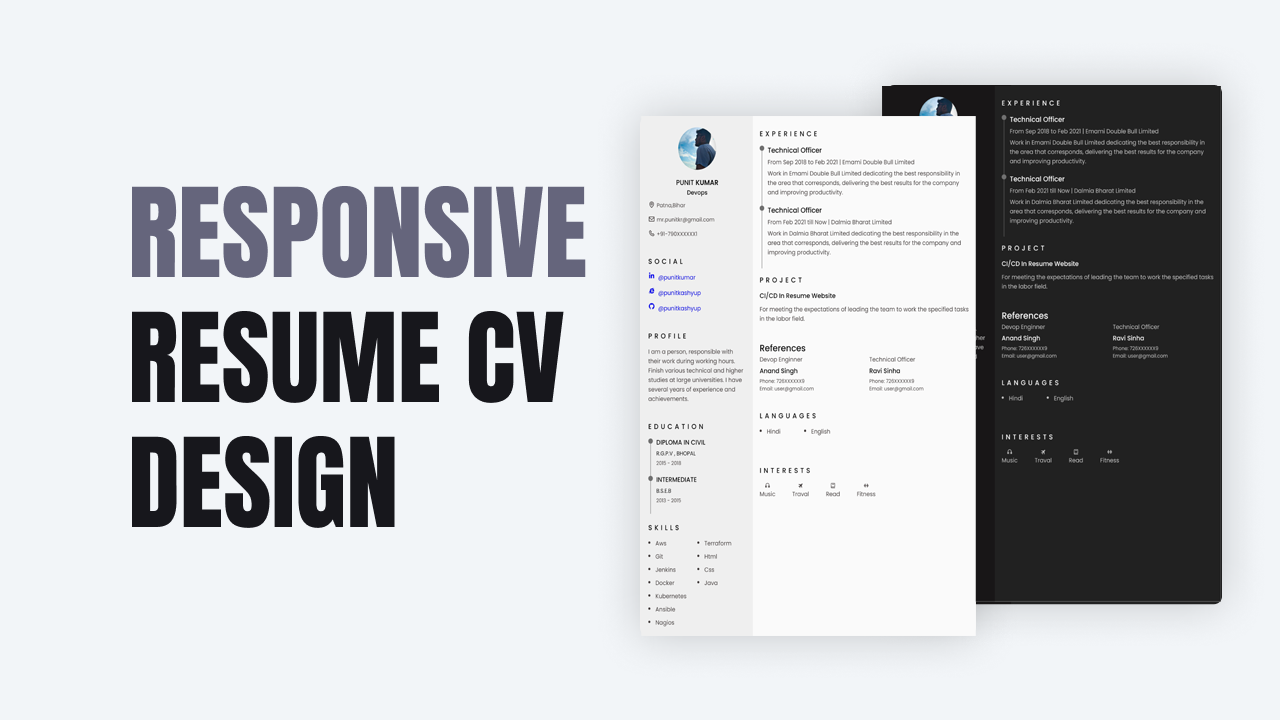 RESPONSIVE
RESUME CV
DESIGN
PUNIT KUMAR
Devops
Patna,Bihar
mr.punitkr@gmail.com
+91-790XXXXXX1
SOCIAL
@punitkumar
@punitkashyup
@punitkashyup
PROFILE
I am a person, responsible with
their work during working hours.
Finish various technical and higher
studies at large universities. I have
several years of experience and
achievements.
EDUCATION
DIPLOMA IN CIVIL
R.G.P.V , BHOPAL
2015 - 2018
INTERMEDIATE
B.S.E.B
2013 - 2015
SKILLS
Aws Terraform
Git Html
Jenkins Css
Docker Java
Kubernetes
Ansible
Nagios
EXPERIENCE
Technical Officer
From Sep 2018 to Feb 2021 | Emami Double Bull Limited
Work in Emami Double Bull Limited dedicating the best responsibility in
the area that corresponds, delivering the best results for the company
and improving productivity.
Technical Officer
From Feb 2021 till Now | Dalmia Bharat Limited
Work in Dalmia Bharat Limited dedicating the best responsibility in the
area that corresponds, delivering the best results for the company and
improving productivity.
PROJECT
CI/CD In Resume Website
For meeting the expectations of leading the team to work the specified tasks
in the labor field.
References
Devop Enginner Technical Officer
Anand Singh Ravi Sinha
Phone: 726XXXXXX9 Phone: 726XXXXXX9
Email: user@gmail.com Email: user@gmail.com
LANGUAGES
Hindi English
INTERESTS
Music Traval Read Fitness
EXPERIENCE
Technical Officer
From Sep 2018 to Feb 2021 | Emami Double Bull Limited
Work in Emami Double Bull Limited dedicating the best responsibility in
the area that corresponds, delivering the best results for the company
and improving productivity.
Technical Officer
From Feb 2021 till Now | Dalmia Bharat Limited
Work in Dalmia Bharat Limited dedicating the best responsibility in the
area that corresponds, delivering the best results for the company and
improving productivity.
PROJECT
CI/CD In Resume Website
For meeting the expectations of leading the team to work the specified tasks
in the labor field.
References
Devop Enginner Technical Officer
Anand Singh Ravi Sinha
Phone: 726XXXXXX9 Phone: 726XXXXXX9
Email: user@gmail.com Email: user@gmail.com
LANGUAGES
Hindi English
INTERESTS
Music Traval Read Fitness